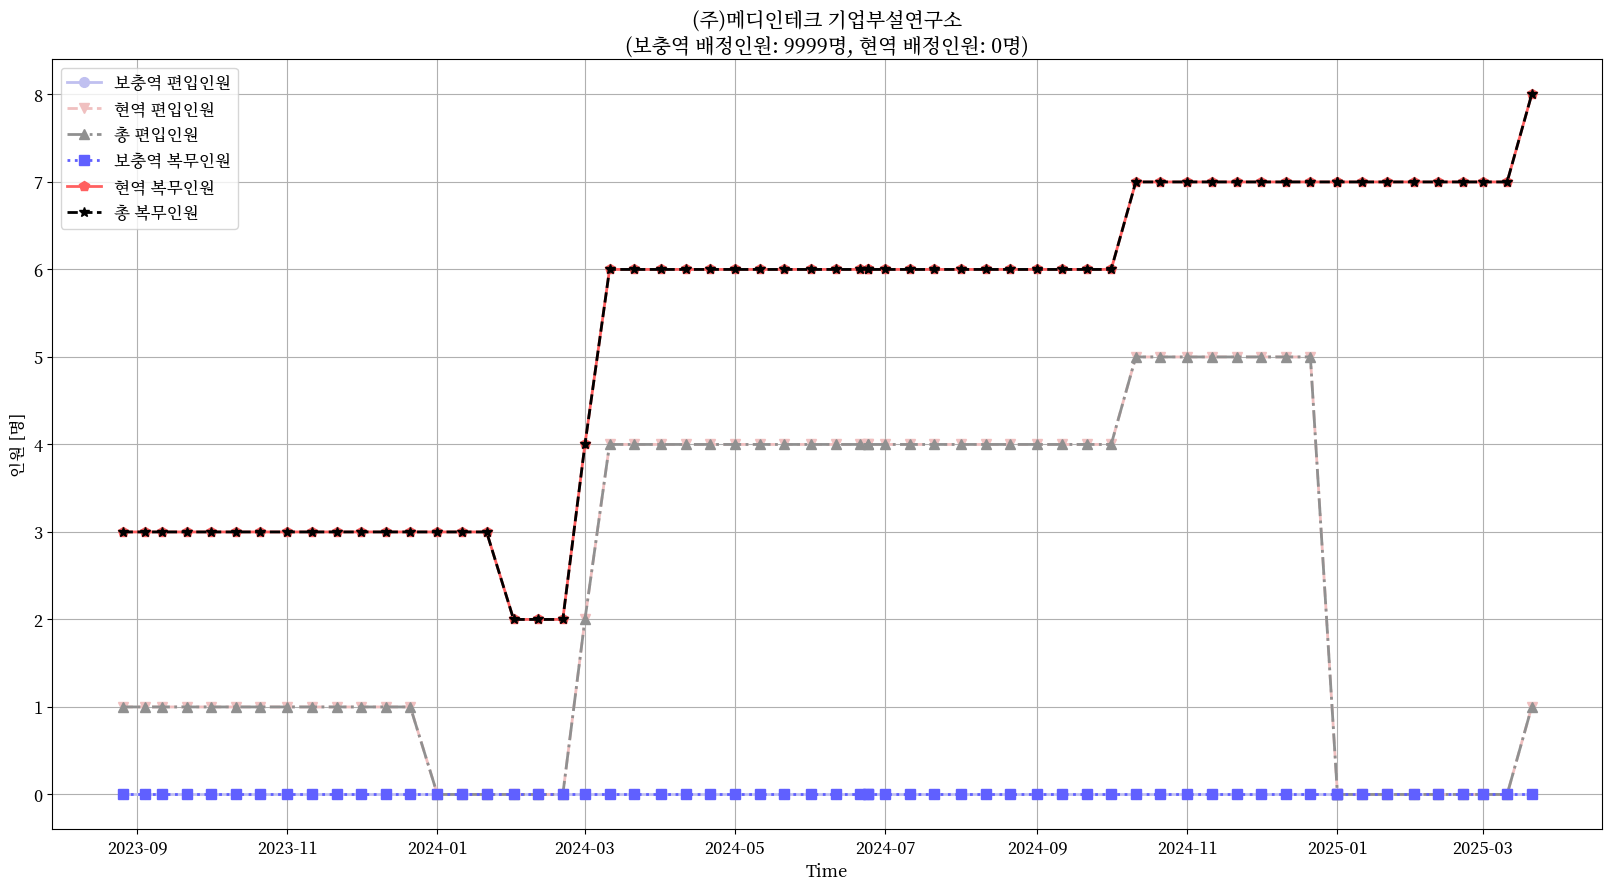 (주)메디인테크 기업부설연구소
(보충역 배정인원: 9999명, 현역 배정인원: 0명)
보충역 편입인원
현역 편입인원
총 편입인원
보충역 복무인원
현역 복무인원
총 복무인원
인원 [명]
8
7
6
5
4
3
2
1
0
2023-09
2023-11
2024-01
2024-03
2024-05
2024-07
2024-09
2024-11
2025-01
2025-03
Time